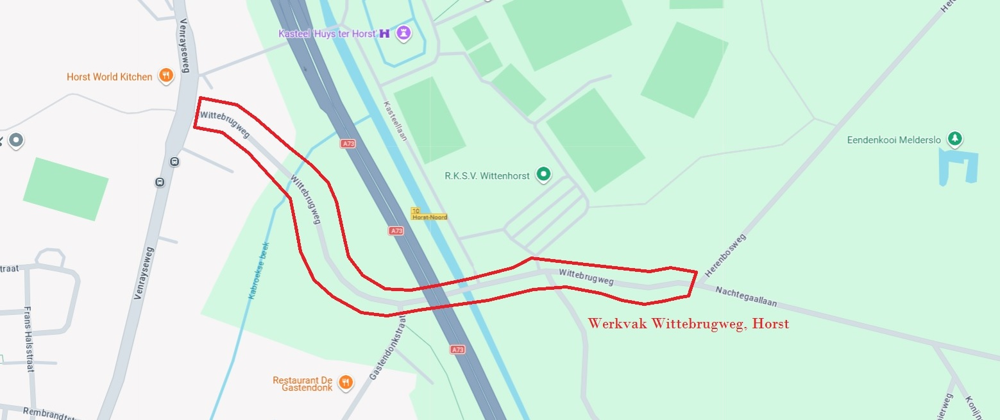 Venrayseweg
Kasteel 'Huys ter Horst'
Horst World Kitchen
Wittebrugweg
Kasteellaan
A73
Eendenkooi Melderslo
R.K.S.V. Wittenhorst
Wittebrugweg
10
Horst-Noord
A73
Kabroekse beek
Venrayseweg
Herenbosweg
Wittebrugweg
Nachtegaallaan
Frans Halsstraat
Werkvak Wittebrugweg, Horst
Gastendonkstraat
A73
Restaurant De
Gastendonk